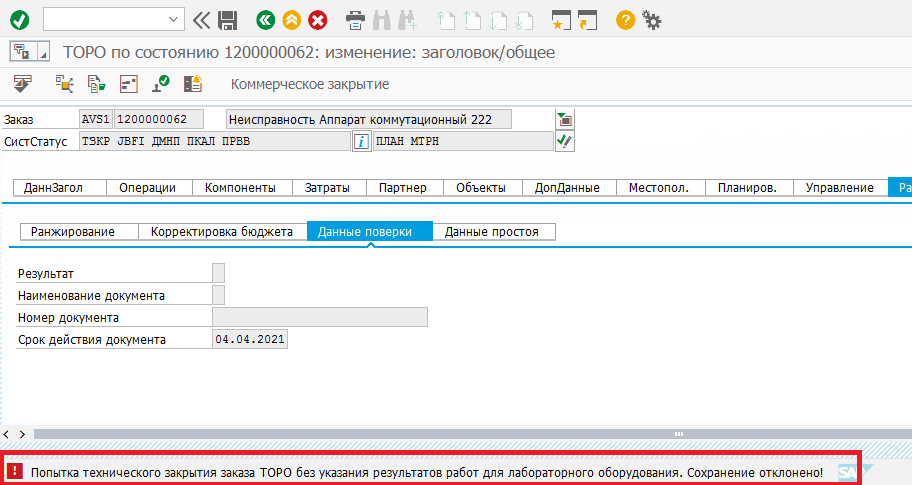 ТОРО по состоянию 1200000062: изменение: заголовок/общее
Коммерческое закрытие
Заказ AVS1 1200000062 Неисправность Аппарат коммутационный 222
СистСтатус TSKP JBFI ДМНП ПКАЛ ПРВВ ПЛАН МТРН
ДаннЗагол Операции Компоненты Затраты Партнер Объекты ДопДанные Местопол. Планиров. Управление Ра
Ранжирование Корректировка бюджета Данные поверки Данные простоя
Результат
Наименование документа
Номер документа
Срок действия документа 04.04.2021
Попытка технического закрытия заказа ТОРО без указания результатов работ для лабораторного оборудования. Сохранение отклонено!
SAP